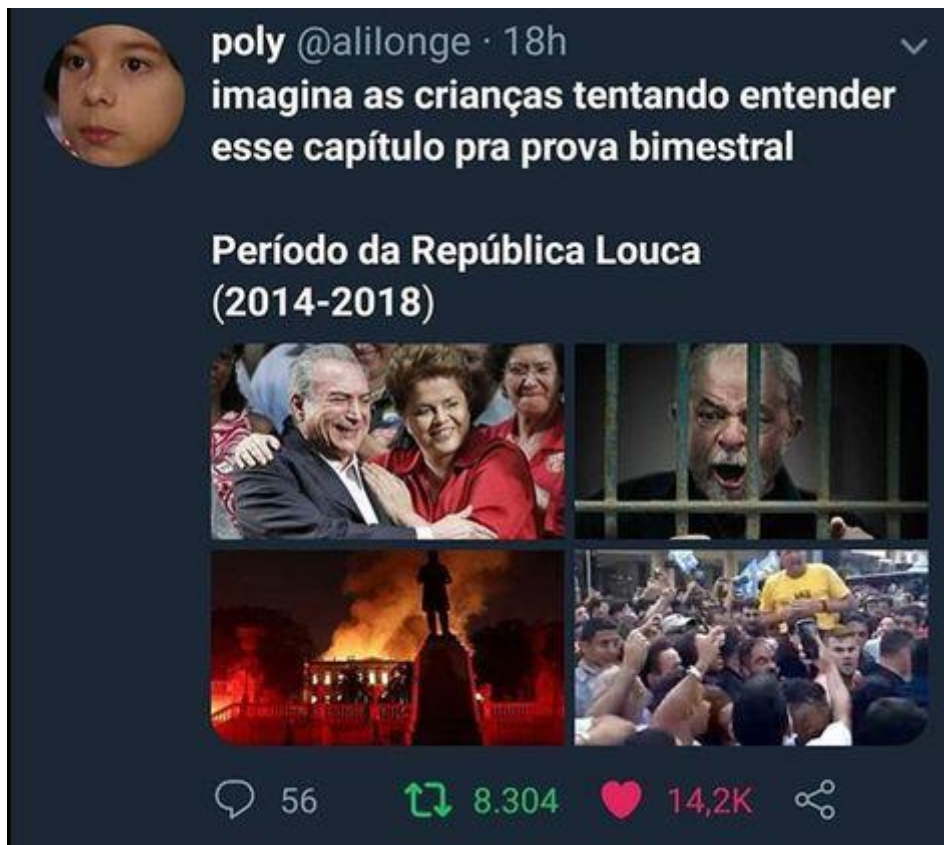 poly @alilonge · 18h
imagina as crianças tentando entender
esse capítulo pra prova bimestral
Período da República Louca
(2014-2018)
56 8.304 14,2K